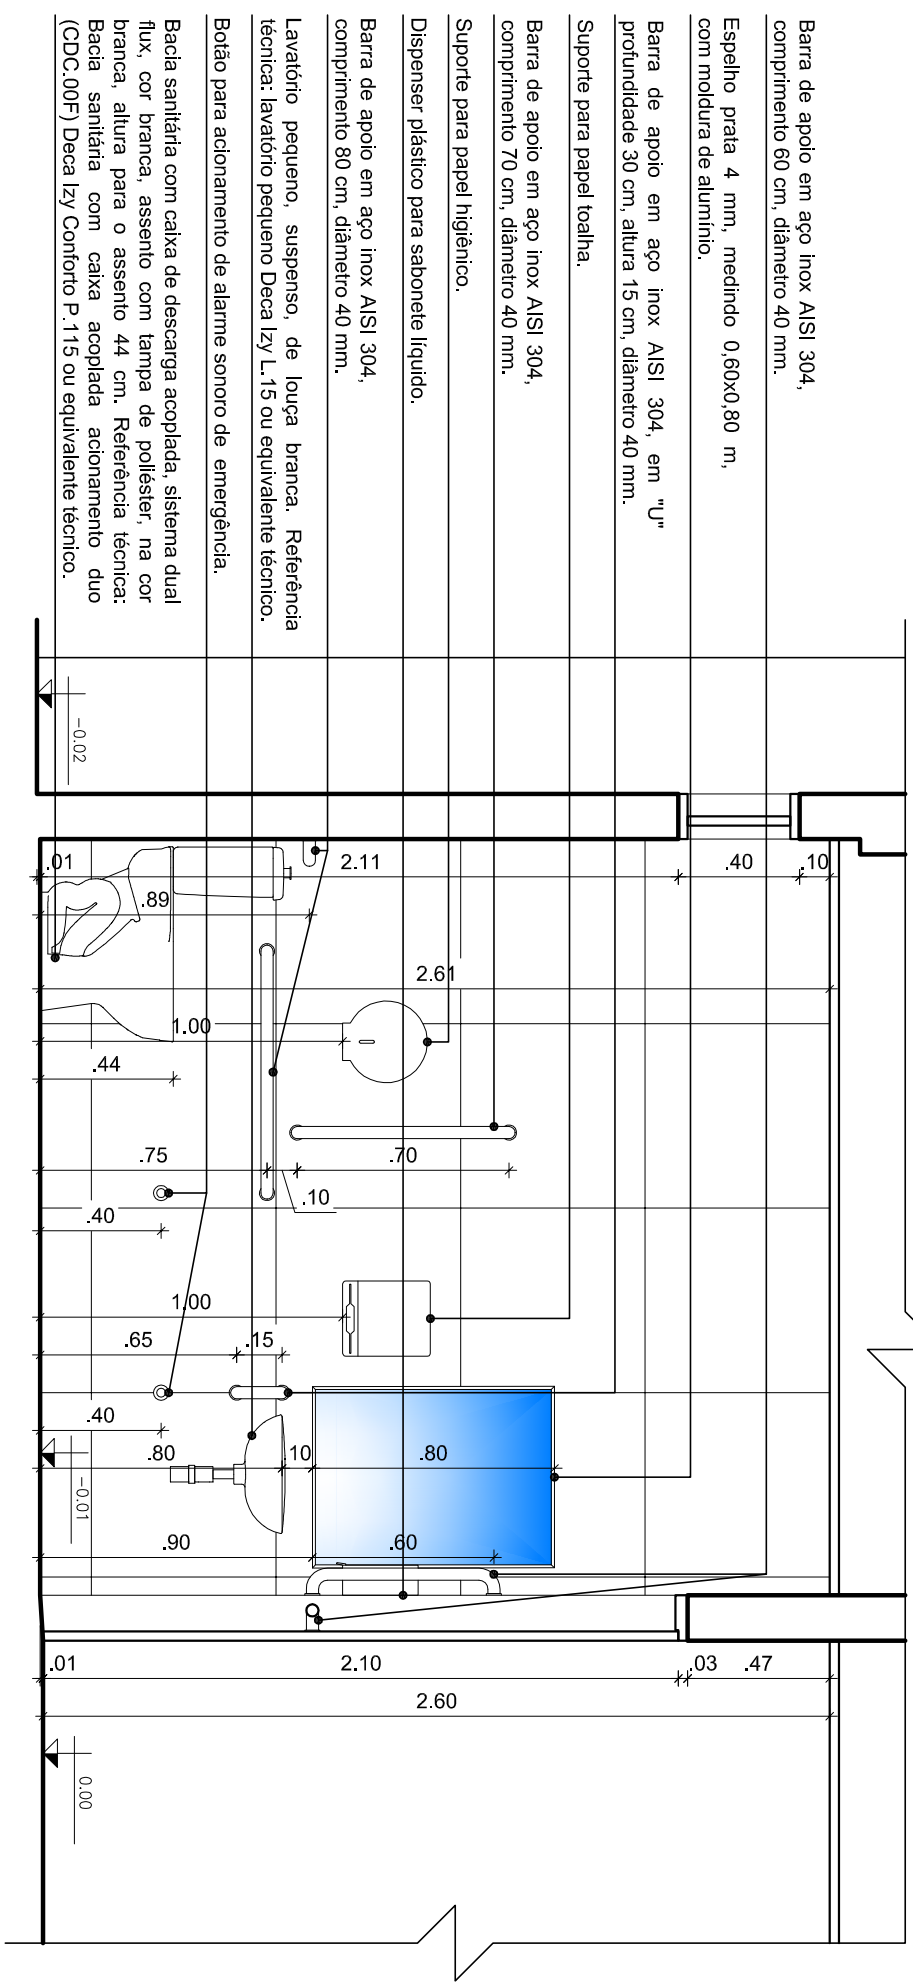 Barra de apoio em aço inox AISI 304,
comprimento 60 cm, diâmetro 40 mm.
Espelho prata 4 mm, medindo 0,60x0,80 m,
com moldura de alumínio.
Barra de apoio em aço inox AISI 304, em "U"
profundidade 30 cm, altura 15 cm, diâmetro 40 mm.
Suporte para papel toalha.
Barra de apoio em aço inox AISI 304,
comprimento 70 cm, diâmetro 40 mm.
Suporte para papel higiênico.
Dispenser plástico para sabonete líquido.
Barra de apoio em aço inox AISI 304,
comprimento 80 cm, diâmetro 40 mm.
Lavatório pequeno, suspenso, de louça branca. Referência
técnica: lavatório pequeno Deca Izy L.15 ou equivalente técnico.
Botão para acionamento de alarme sonoro de emergência.
Bacia sanitária com caixa de descarga acoplada, sistema dual
flux, cor branca, assento com tampa de poliéster, na cor
branca, altura para o assento 44 cm. Referência técnica:
Bacia sanitária com caixa acoplada acionamento duo
(CDC.00F) Deca Izy Conforto P.115 ou equivalente técnico.
-0.02
.01
2.11
.40
.10
.89
2.61
1.00
.44
.75
.70
.10
.40
1.00
.65
.15
.40
.80
.10
.80
-0.01
.90
.60
.01
2.10
.03
.47
2.60
0.00